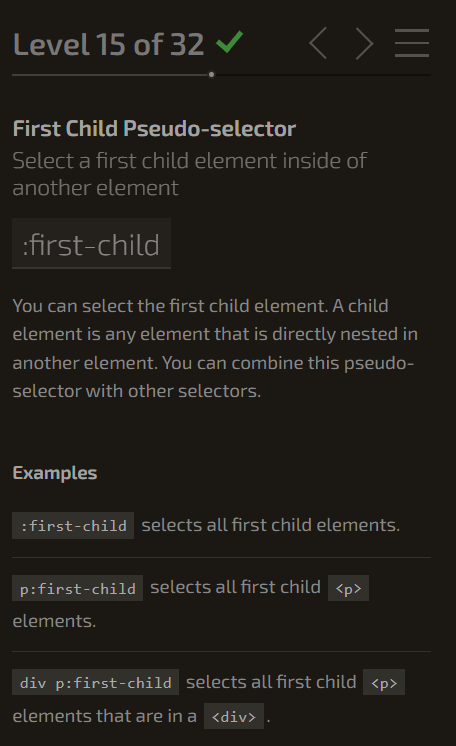 Level 15 of 32
First Child Pseudo-selector
Select a first child element inside of
another element
:first-child
You can select the first child element. A child
element is any element that is directly nested in
another element. You can combine this pseudo-
selector with other selectors.
Examples
:first-child selects all first child elements.
p:first-child selects all first child <p>
elements.
div p:first-child selects all first child <p>
elements that are in a <div>.